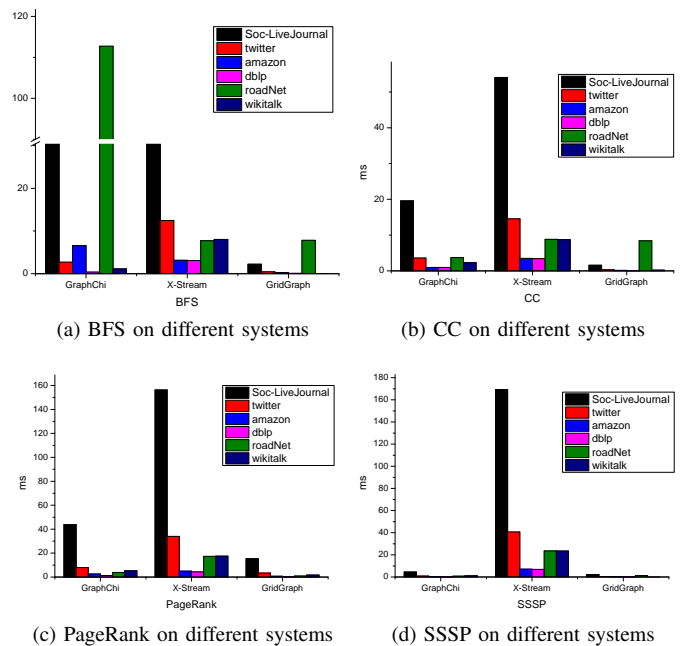 120
100
20
0
ms
Soc-LiveJournal
twitter
amazon
dblp
roadNet
wikitalk
GraphChi X-Stream GridGraph
BFS
(a) BFS on different systems
40
20
0
ms
Soc-LiveJournal
twitter
amazon
dblp
roadNet
wikitalk
GraphChi X-Stream GridGraph
CC
(b) CC on different systems
160
140
120
100
80
60
40
20
0
ms
Soc-LiveJournal
twitter
amazon
dblp
roadNet
wikitalk
GraphChi X-Stream GridGraph
PageRank
(c) PageRank on different systems
180
160
140
120
100
80
60
40
20
0
ms
Soc-LiveJournal
twitter
amazon
dblp
roadNet
wikitalk
GraphChi X-Stream GridGraph
SSSP
(d) SSSP on different systems